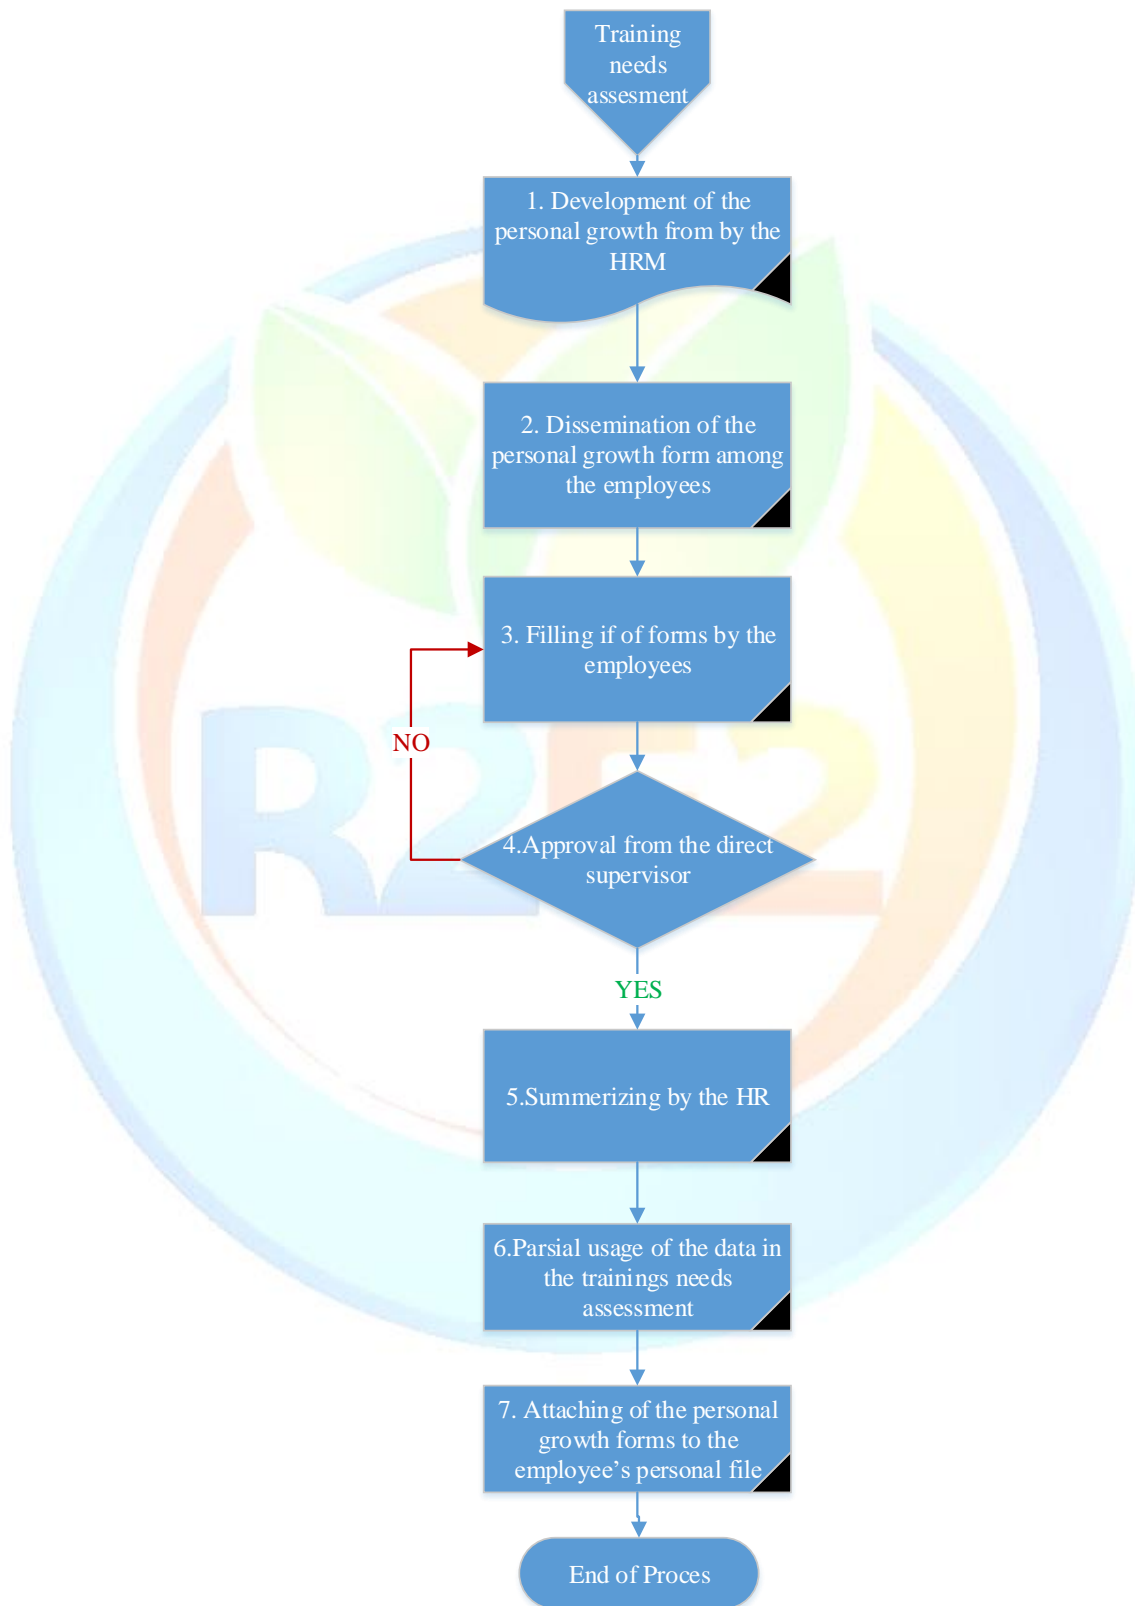 Training
needs
assesment
1. Development of the
personal growth from by the
HRM
2. Dissemination of the
personal growth form among
the employees
3. Filling if of forms by the
employees
NO
4.Approval from the direct
supervisor
YES
5.Summerizing by the HR
6.Parsial usage of the data in
the trainings needs
assessment
7. Attaching of the personal
growth forms to the
employee’s personal file
End of Proces
R2E2